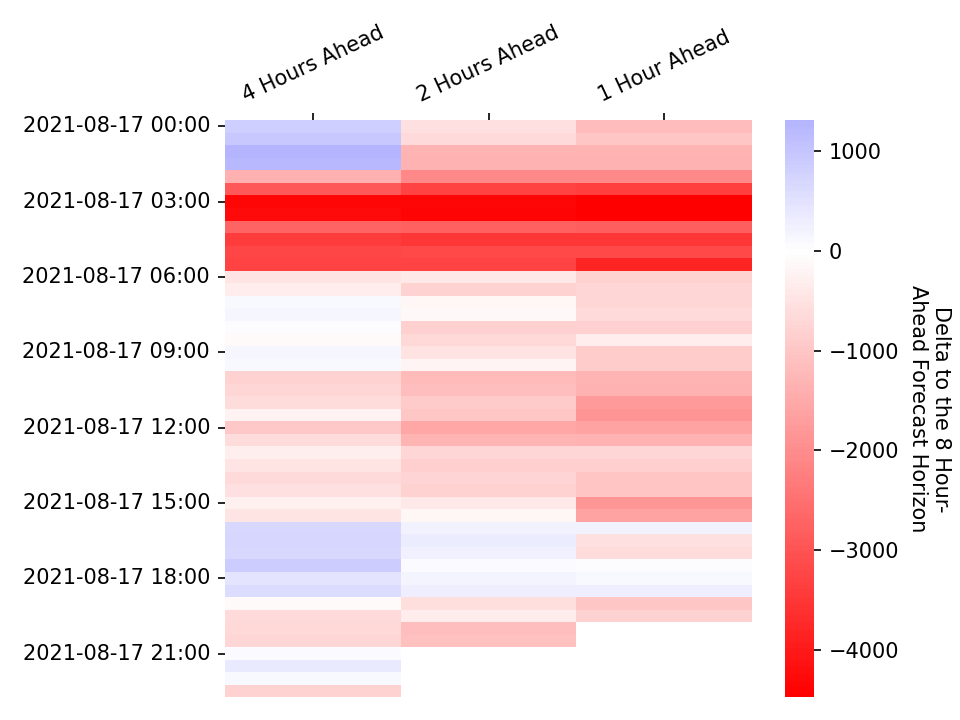 4 Hours Ahead
2 Hours Ahead
1 Hour Ahead
2021-08-17 00:00
2021-08-17 03:00
2021-08-17 06:00
2021-08-17 09:00
2021-08-17 12:00
2021-08-17 15:00
2021-08-17 18:00
2021-08-17 21:00
1000
0
−1000
−2000
−3000
−4000
Delta to the 8 Hour-
Ahead Forecast Horizon